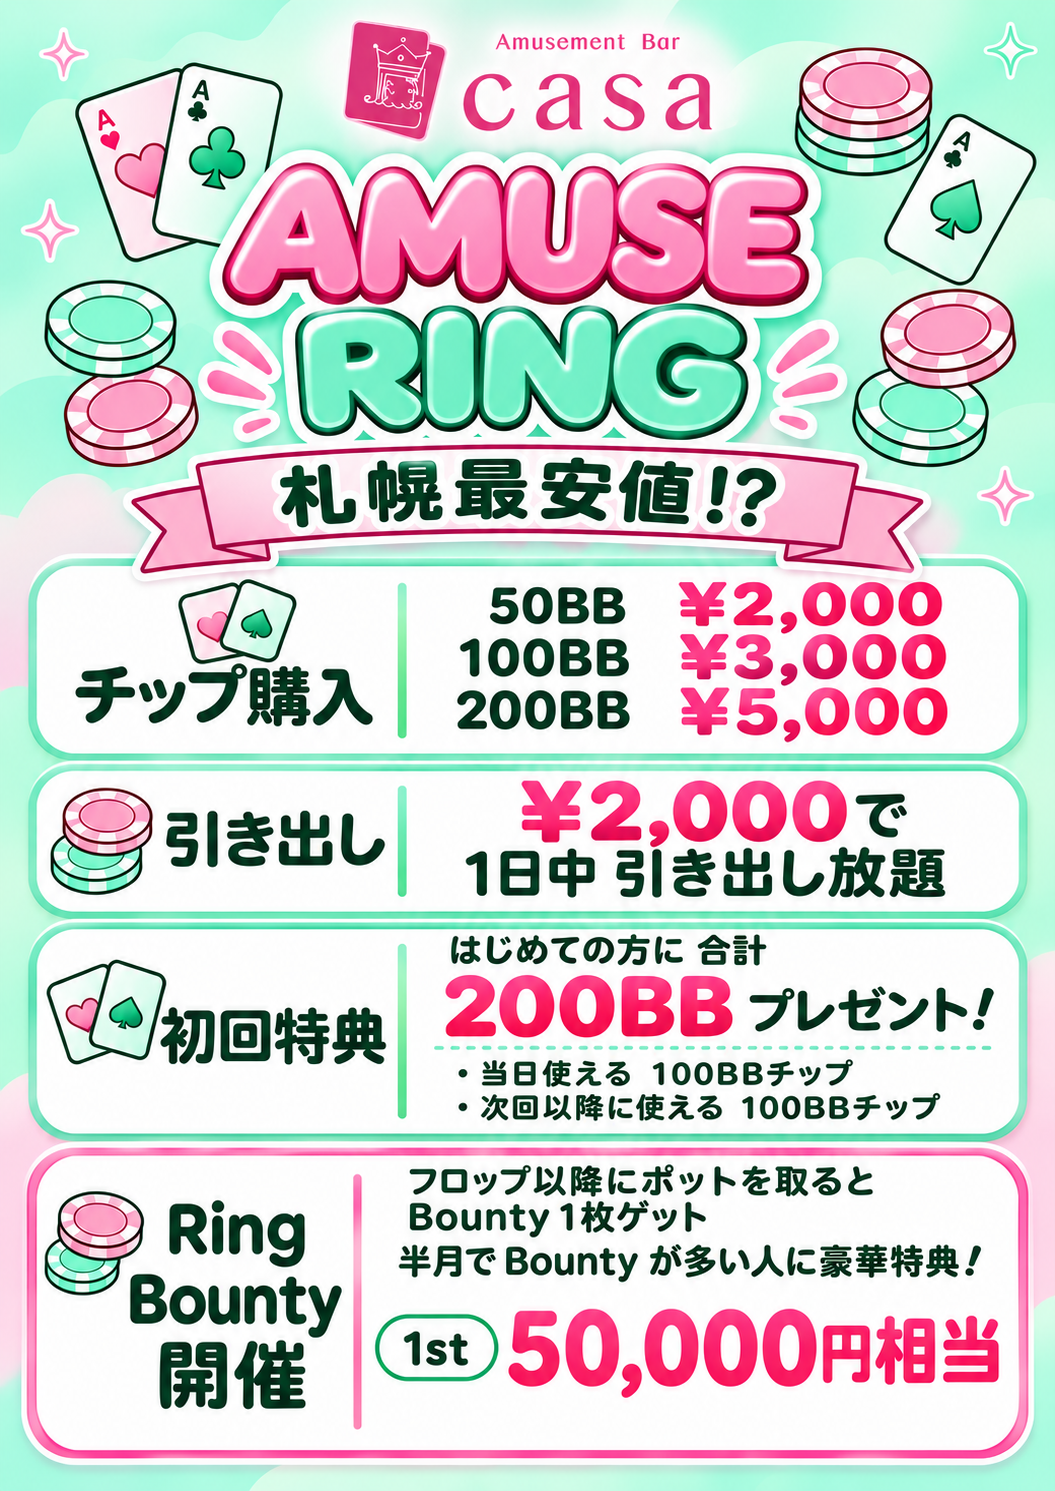 Amusement Bar
casa
A
A
A
AMUSE
RING
札幌最安値!?
チップ購入
50BB ¥2,000
100BB ¥3,000
200BB ¥5,000
引き出し
¥2,000で
1日中 引き出し放題
初回特典
はじめての方に 合計
200BB プレゼント!
・当日使える 100BBチップ
・次回以降に使える 100BBチップ
Ring
Bounty
開催
フロップ以降にポットを取ると
Bounty 1枚ゲット
半月で Bounty が多い人に豪華特典!
1st 50,000円相当